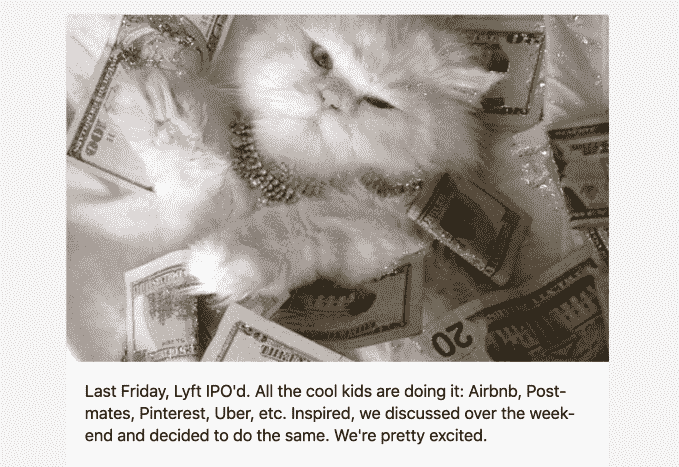 20
Last Friday, Lyft IPO'd. All the cool kids are doing it: Airbnb, Post-
mates, Pinterest, Uber, etc. Inspired, we discussed over the week-
end and decided to do the same. We're pretty excited.